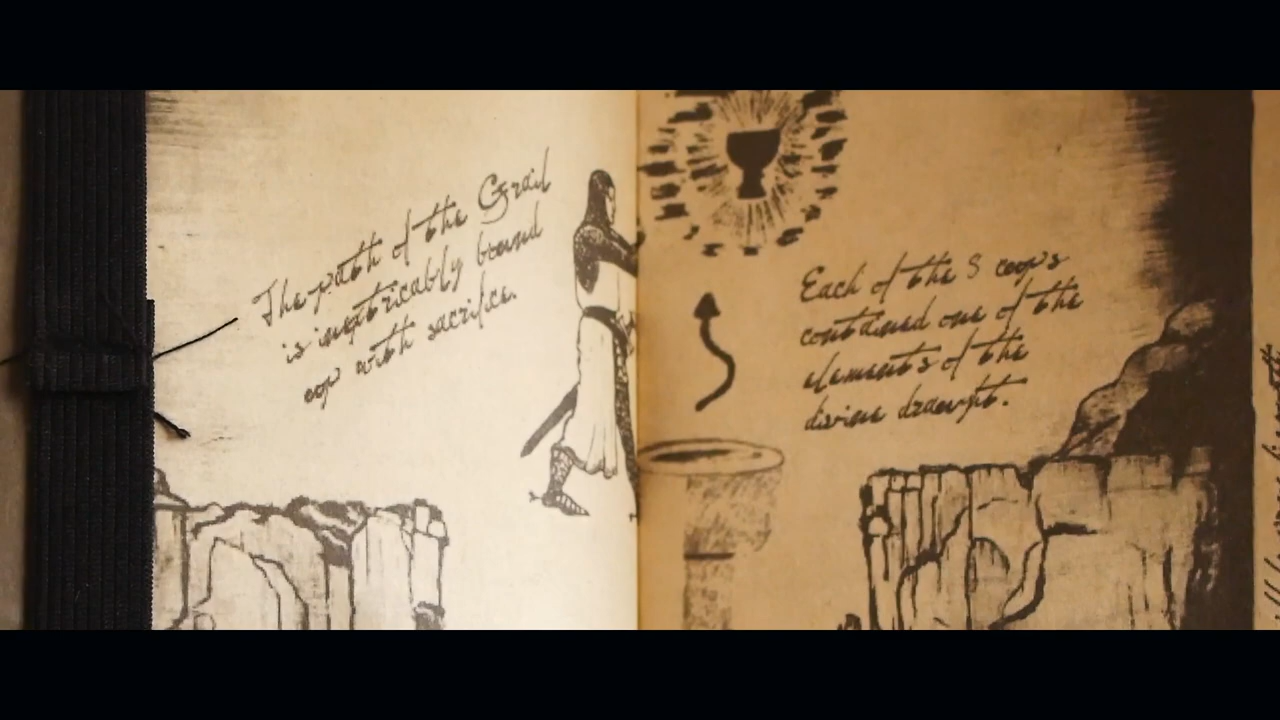 The path of the Grail
is inextricably bound
up with sacrifice.
Each of the 5 cups
contained one of the
elements of the
divine draught.